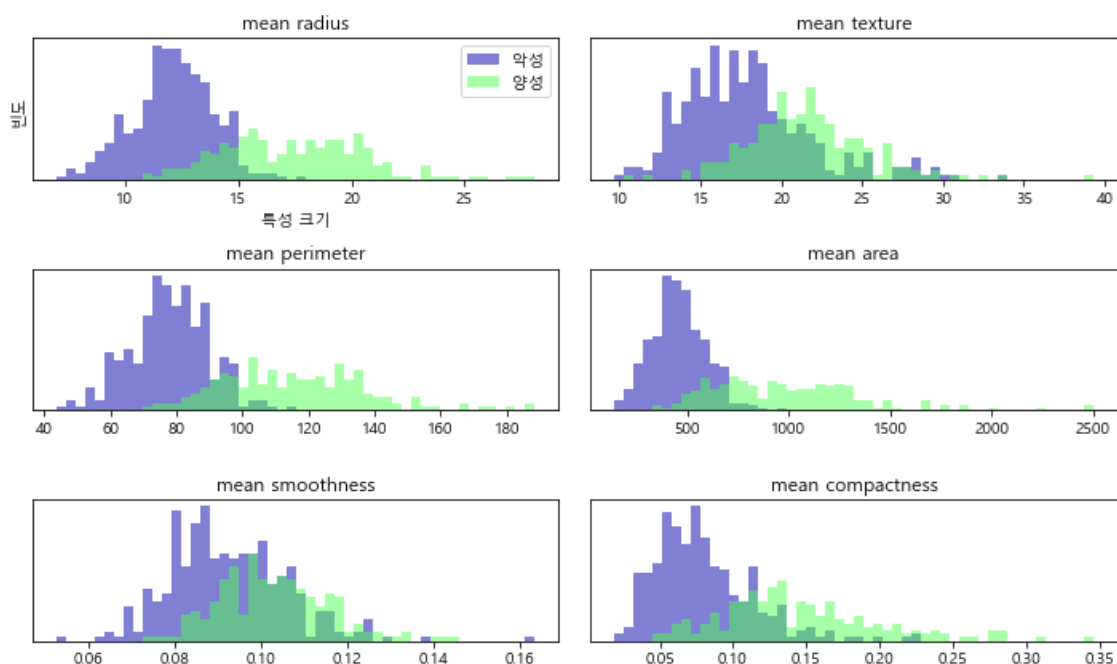 mean radius
mean texture
악성
양성
빈도
10 15 20 25
10 15 20 25 30 35 40
특성 크기
mean perimeter
mean area
40 60 80 100 120 140 160 180
500 1000 1500 2000 2500
mean smoothness
mean compactness
0.06 0.08 0.10 0.12 0.14 0.16
0.05 0.10 0.15 0.20 0.25 0.30 0.35